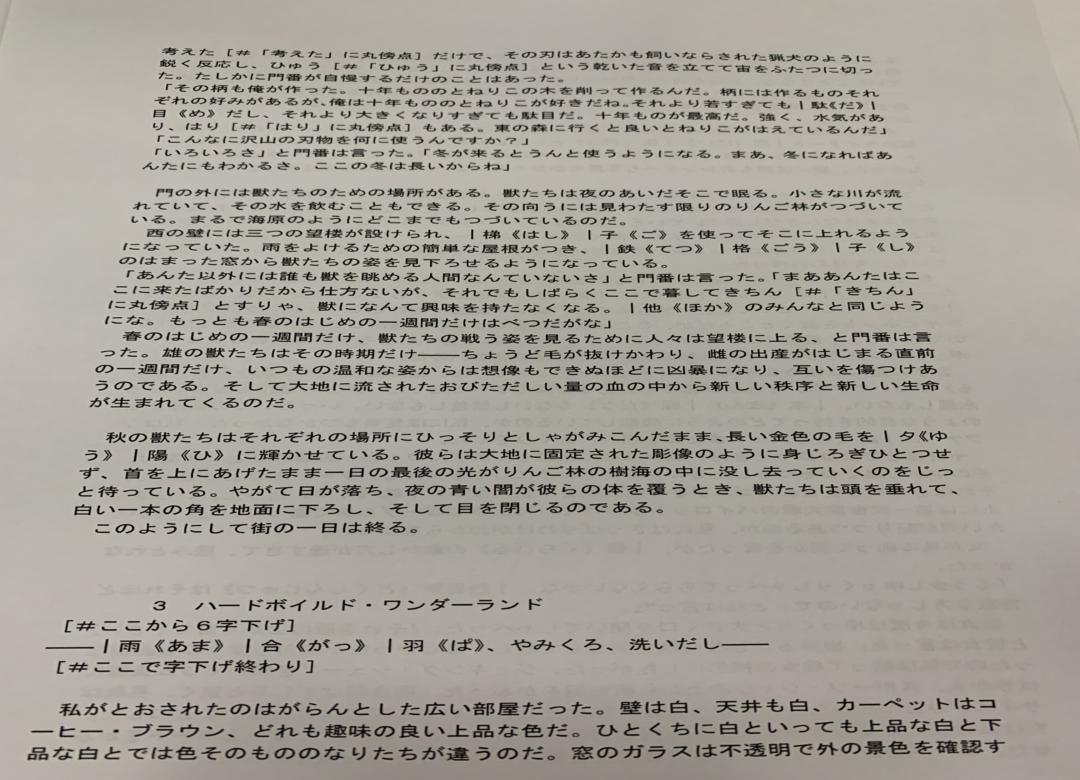 考えた［＃「考えた」に丸傍点］だけで、その刃はあたかも飼いならされた猟犬のように
鋭く反応し、ひゅう［＃「ひゅう」に丸傍点］という乾いた音を立てて宙をふたつに切っ
た。たしかに門番が自慢するだけのことはあった。
「その柄も俺が作った。十年もののとねりこの木を削って作るんだ。柄には作るものそれ
ぞれの好みがあるが、俺は十年もののとねりこが好きだね。それより若すぎても｜駄《だ》｜
目《め》だし、それより大きくなりすぎても駄目だ。十年ものが最高だ。強く、水気があ
り、はり［＃「はり」に丸傍点］もある。東の森に行くと良いとねりこがはえているんだ」
「こんなに沢山の刃物を何に使うんですか？」
「いろいろさ」と門番は言った。「冬が来るとうんと使うようになる。まあ、冬になればあ
んたにもわかるさ。ここの冬は長いからね」
門の外には獣たちのための場所がある。獣たちは夜のあいだそこで眠る。小さな川が流
れていて、その水を飲むこともできる。その向うには見わたす限りのりんご林がつづいて
いる。まるで海原のようにどこまでもつづいているのだ。
西の壁には三つの望楼が設けられ、｜梯《はし》｜子《ご》を使ってそこに上れるよう
になっていた。雨をよけるための簡単な屋根がつき、｜鉄《てつ》｜格《ごう》｜子《し》
のはまった窓から獣たちの姿を見下ろせるようになっている。
「あんた以外には誰も獣を眺める人間なんていないさ」と門番は言った。「まああんたはこ
こに来たばかりだから仕方ないが、それでもしばらくここで暮してきちん［＃「きちん」
に丸傍点］とすりゃ、獣になんて興味を持たなくなる。｜他《ほか》のみんなと同じよう
にな。もっとも春のはじめの一週間だけはべつだがな」
春のはじめの一週間だけ、獣たちの戦う姿を見るために人々は望楼に上る、と門番は言
った。雄の獣たちはその時期だけ——ちょうど毛が抜けかわり、雌の出産がはじまる直前
の一週間だけ、いつもの温和な姿からは想像もできぬほどに凶暴になり、互いを傷つけあ
うのである。そして大地に流されたおびただしい量の血の中から新しい秩序と新しい生命
が生まれてくるのだ。
秋の獣たちはそれぞれの場所にひっそりとしゃがみこんだまま、長い金色の毛を｜夕《ゆ
う》｜陽《ひ》に輝かせている。彼らは大地に固定された彫像のように身じろぎひとつせ
ず、首を上にあげたまま一日の最後の光がりんご林の樹海の中に没し去っていくのをじっ
と待っている。やがて日が落ち、夜の青い闇が彼らの体を覆うとき、獣たちは頭を垂れて、
白い一本の角を地面に下ろし、そして目を閉じるのである。
このようにして街の一日は終る。
３　ハードボイルド・ワンダーランド
［＃ここから６字下げ］
——｜雨《あま》｜合《がっ》｜羽《ぱ》、やみくろ、洗いだし——
［＃ここで字下げ終わり］
私がとおされたのはがらんとした広い部屋だった。壁は白、天井も白、カーペットはコ
ーヒー・ブラウン、どれも趣味の良い上品な色だ。ひとくちに白といっても上品な白と下
品な白とでは色そのもののなりたちが違うのだ。窓のガラスは不透明で外の景色を確認す